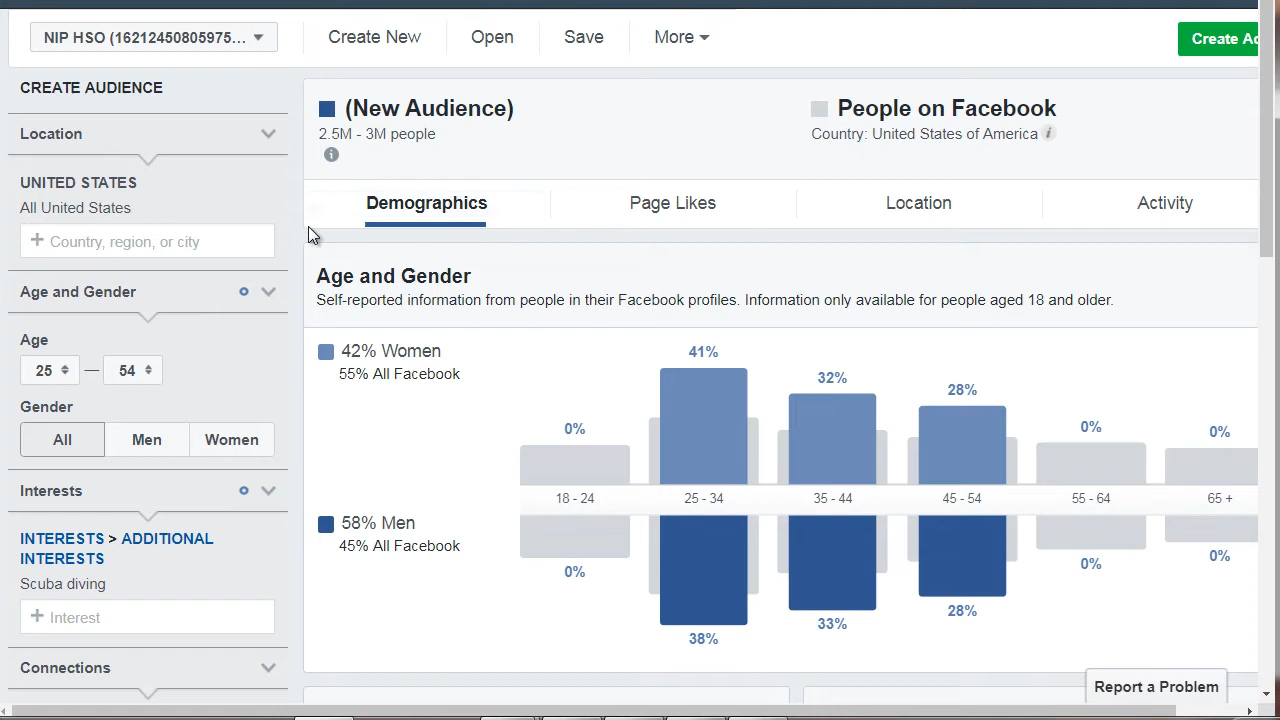 NIP HSO (16212450805975...
Create New
Open
Save
More
Create Ad
CREATE AUDIENCE
Location
UNITED STATES
All United States
Country, region, or city
Age and Gender
Age
25 — 54
Gender
All Men Women
Interests
INTERESTS > ADDITIONAL
INTERESTS
Scuba diving
Interest
Connections
(New Audience)
2.5M - 3M people
People on Facebook
Country: United States of America
Demographics
Page Likes
Location
Activity
Age and Gender
Self-reported information from people in their Facebook profiles. Information only available for people aged 18 and older.
42% Women
55% All Facebook
0% 41% 32% 28% 0% 0%
18 - 24 25 - 34 35 - 44 45 - 54 55 - 64 65 +
58% Men
45% All Facebook
0% 38% 33% 28% 0% 0%
Report a Problem